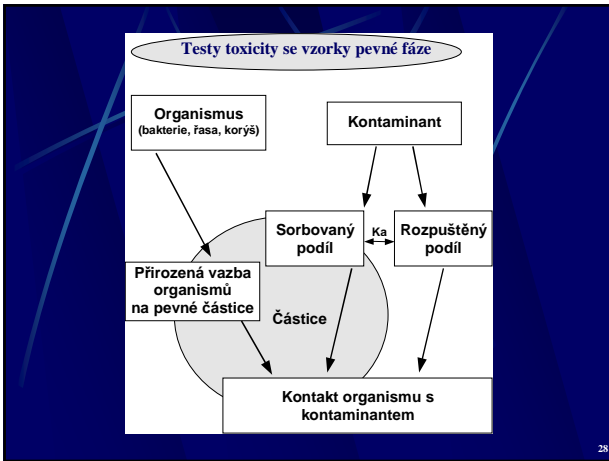 Testy toxicity se vzorky pevné fáze
Organismus
(bakterie, řasa, korýš)
Kontaminant
Sorbovaný
podíl
Ka
Rozpuštěný
podíl
Přirozená vazba
organismů
na pevné částice
Částice
Kontakt organismu s
kontaminantem
28